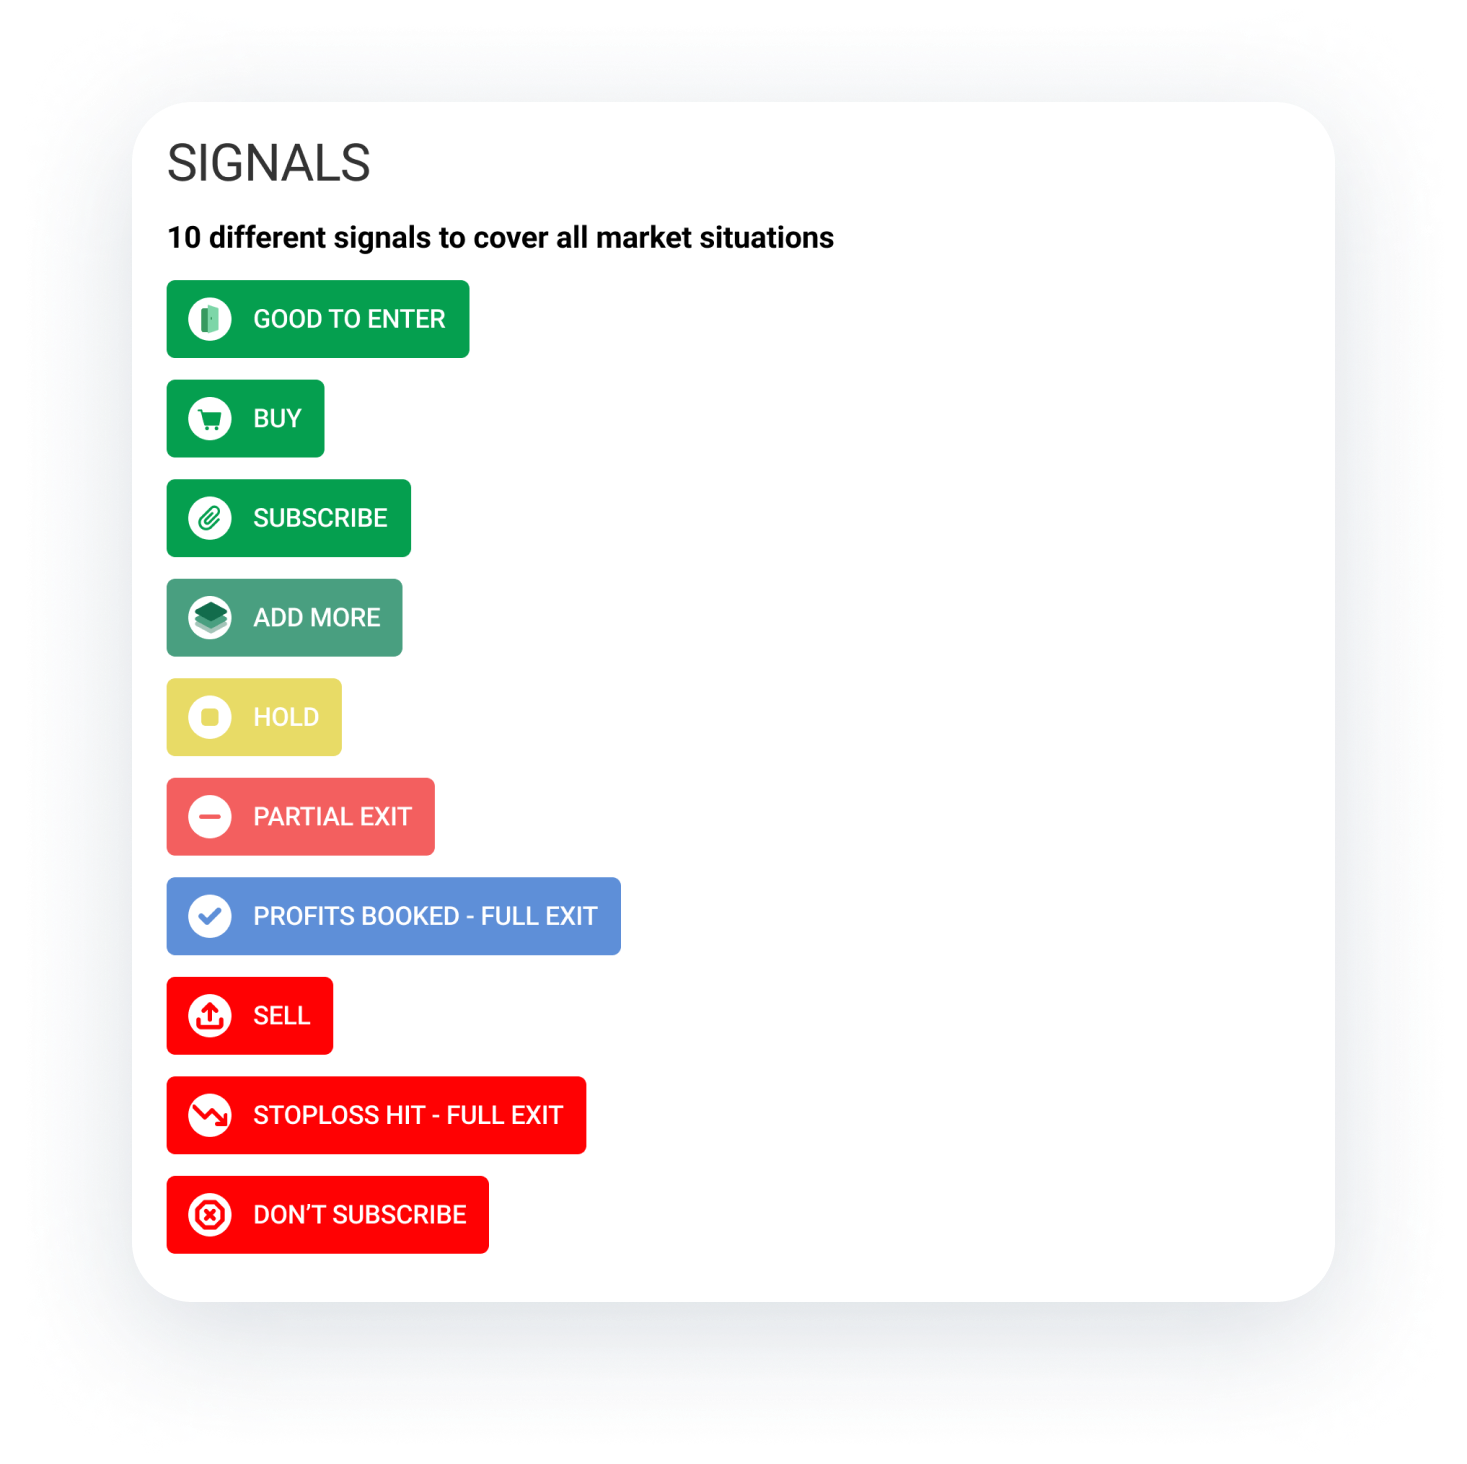 SIGNALS
10 different signals to cover all market situations
GOOD TO ENTER
BUY
SUBSCRIBE
ADD MORE
HOLD
PARTIAL EXIT
PROFITS BOOKED - FULL EXIT
SELL
STOPLOSS HIT - FULL EXIT
DON’T SUBSCRIBE